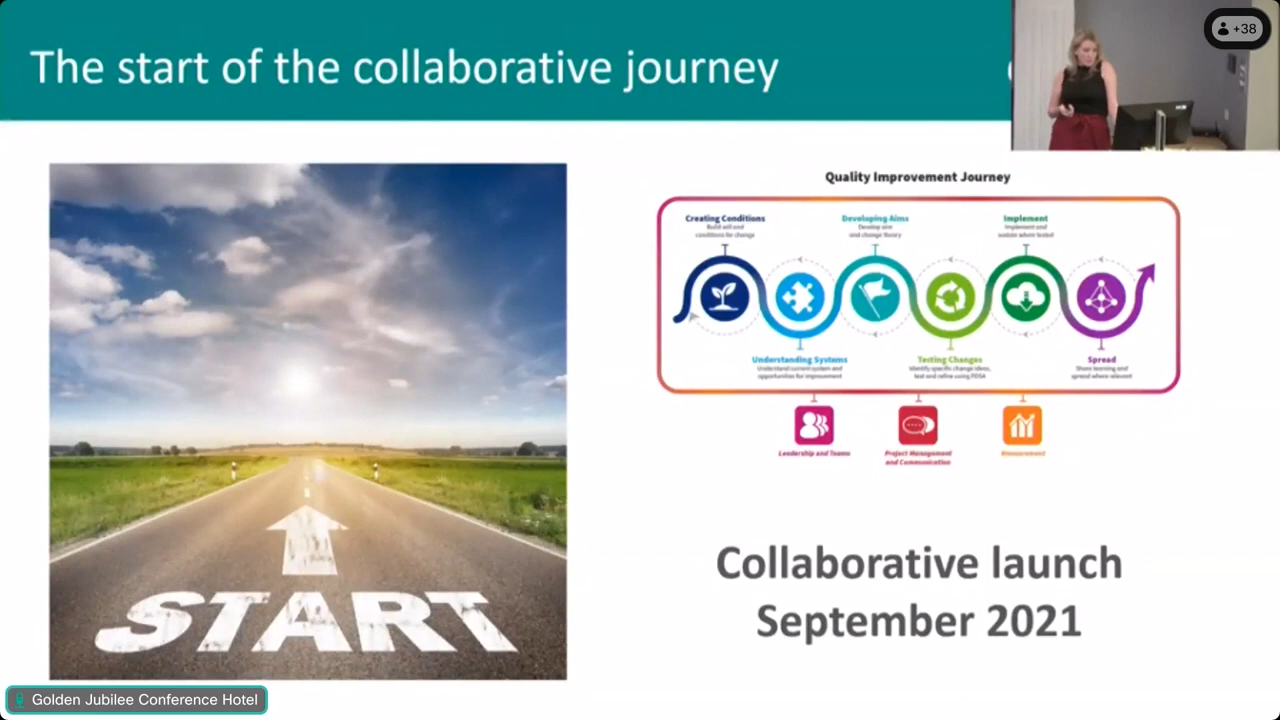 The start of the collaborative journey
+38
Quality Improvement Journey
Creating Conditions
Build will and
conditions for change
Developing Aims
Develop aim
and change theory
Implement
Implement and
sustain where tested
Understanding Systems
Understand current system and
opportunities for improvement
Testing Changes
Identify specific change ideas,
test and refine using PDSA
Spread
Share learning and
spread where relevant
Leadership and Teams
Project Management
and Communication
Measurement
START
Collaborative launch
September 2021
Golden Jubilee Conference Hotel